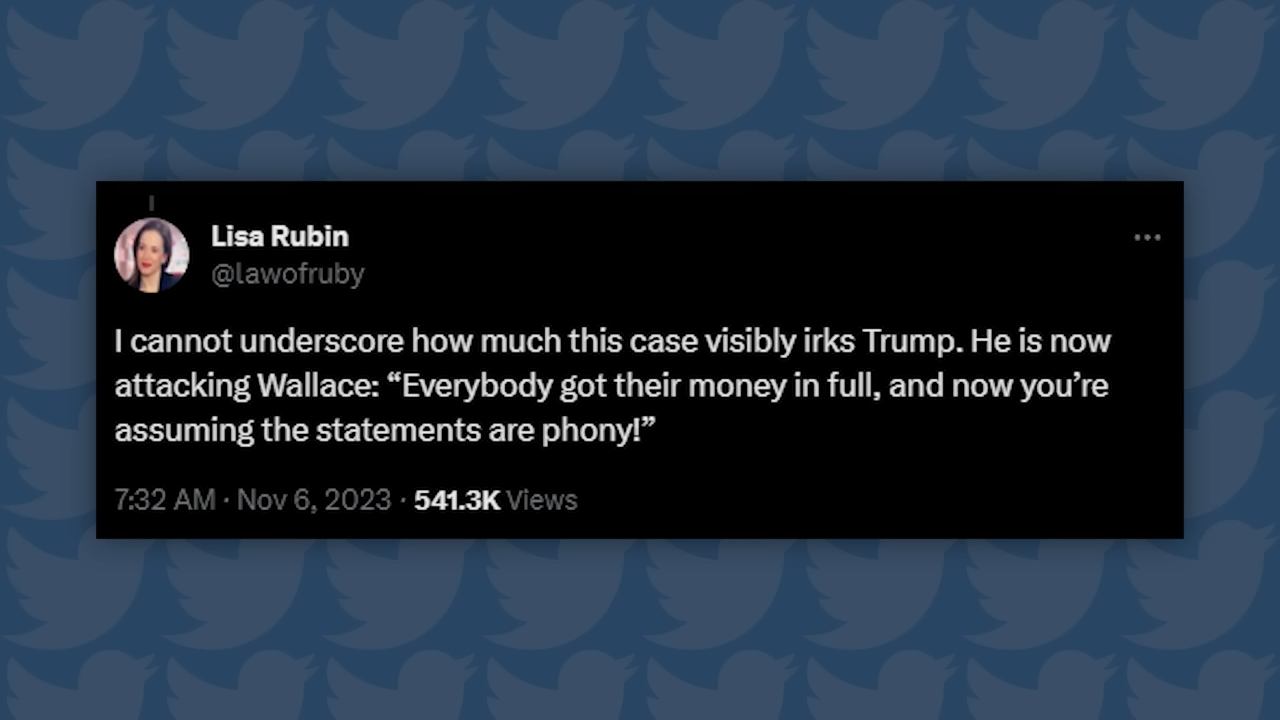 Lisa Rubin
@lawofruby
I cannot underscore how much this case visibly irks Trump. He is now
attacking Wallace: “Everybody got their money in full, and now you’re
assuming the statements are phony!”
7:32 AM · Nov 6, 2023 · 541.3K Views